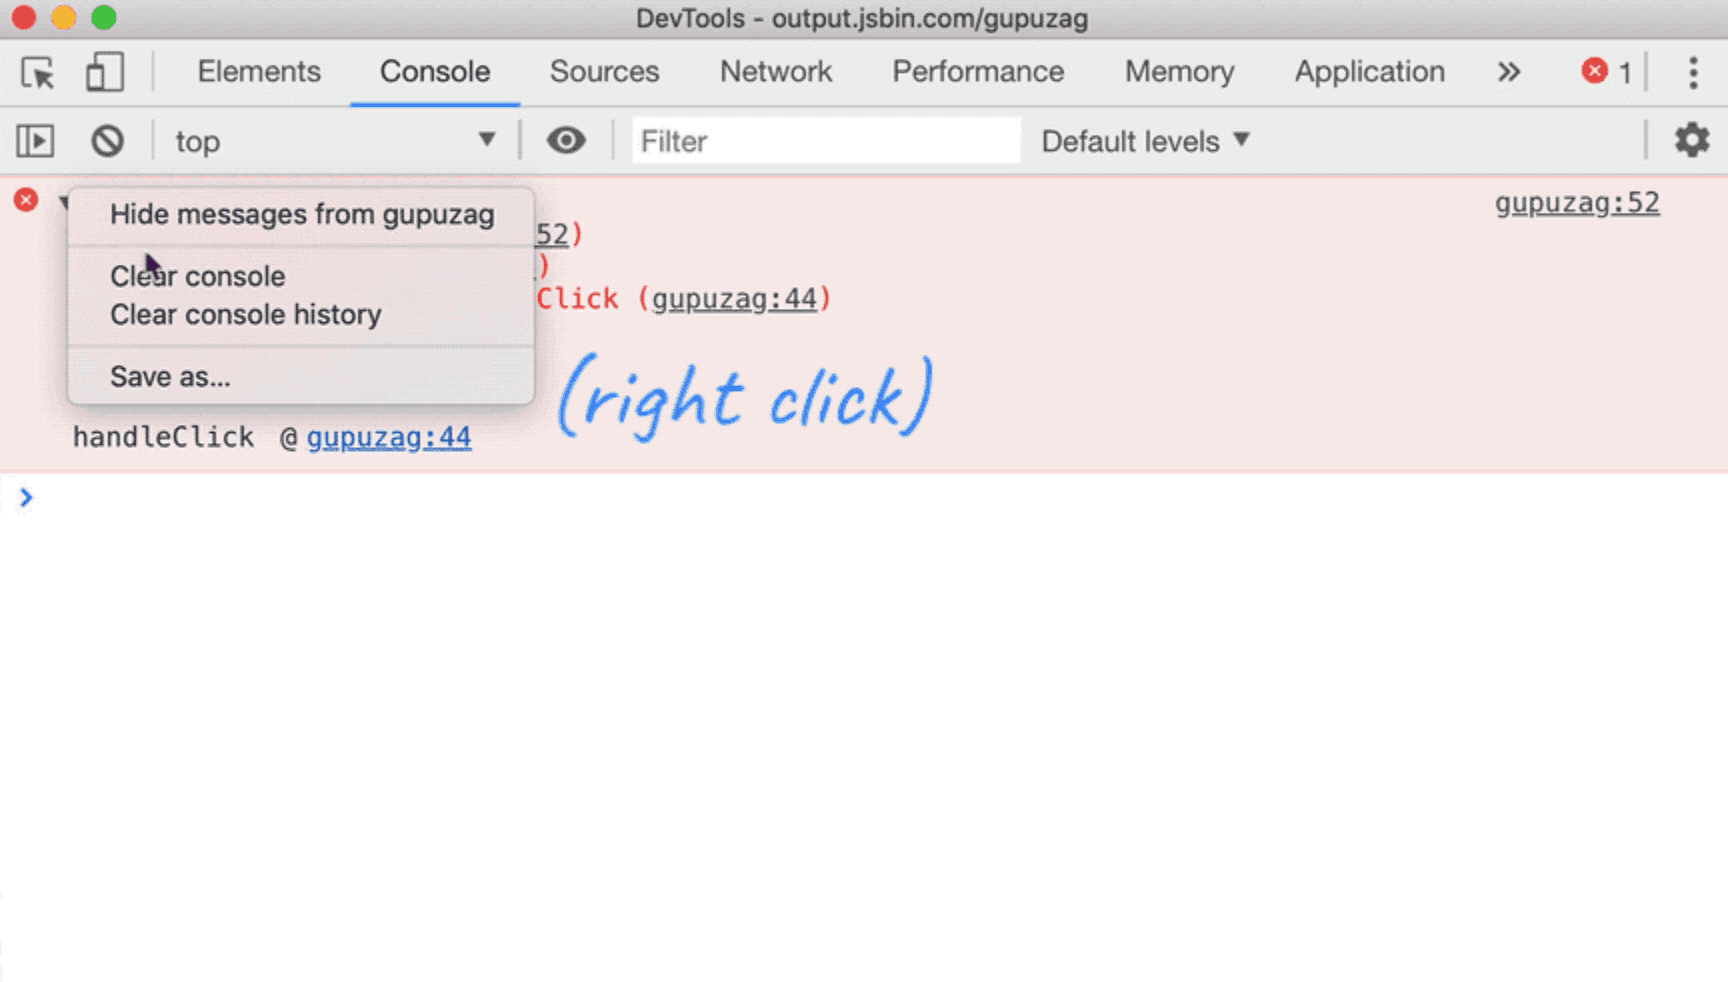 DevTools - output.jsbin.com/gupuzag
Elements Console Sources Network Performance Memory Application » 1
top Filter Default levels
Hide messages from gupuzag gupuzag:52
52)
)
Clear console
Click (gupuzag:44)
Clear console history
Save as...
(right click)
handleClick @ gupuzag:44